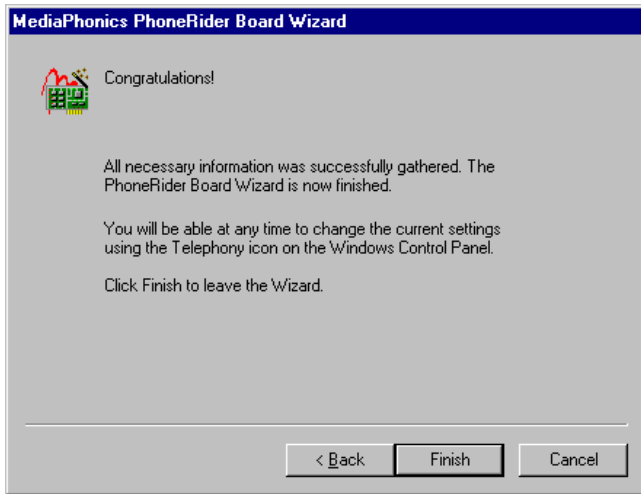 MediaPhonics PhoneRider Board Wizard
Congratulations!
All necessary information was successfully gathered. The
PhoneRider Board Wizard is now finished.
You will be able at any time to change the current settings
using the Telephony icon on the Windows Control Panel.
Click Finish to leave the Wizard.
< Back
Finish
Cancel